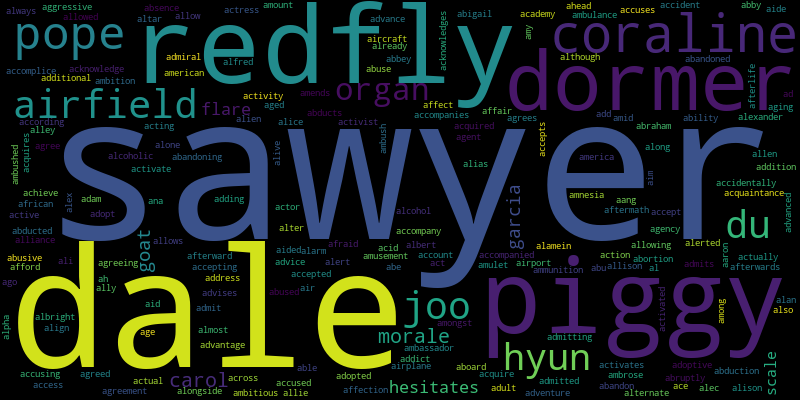 always aggressive absence actress amount acknowledges abigail academy ahead accuses accident abby aide
pope redfly coraline
altar allow advance amy ambulance
allowed admiral aircraft already although abandoned afterlife
accomplice acknowledge ambition alfred abbey dormer
additional american abuse organ
airfield flare activity aged amends affect affair ad aging
according alien abducts accompanies agrees add amid ability alexander
alley acting alice activist acquired accepts abraham
ambushed acquires agree alcoholic alone alive ambush agent america along allen
sawyer
abandoning activate alias addition
achieve adam alex adding garcia amnesia aim accidentally acquaintance
african ana actor alcohol aang accept advanced
active adopt alter accompany aftermath du
abducted alliance goat allows afterward aided afraid albert alamein agency allowing alerted aaron
abusive ali alarm acid accompanied action abortion admits actually
afford agreeing accepting advice alert amusement account airport allison al afterwards
dale piggy
ago ah address accepted abe act amulet ammunition abu activated
ally aid advises abused air joo amongst among alan also
alpha albright align age admit almost morale admitting
advantage ambassador hyun
accusing agreed actual carol across able airplane addict aboard activates adoptive abduction scale
access alongside accused adopted hesitates acquire admitted ambrose abruptly
agreement ambitious allie affection adult adventure abandon alternate ace alec alison